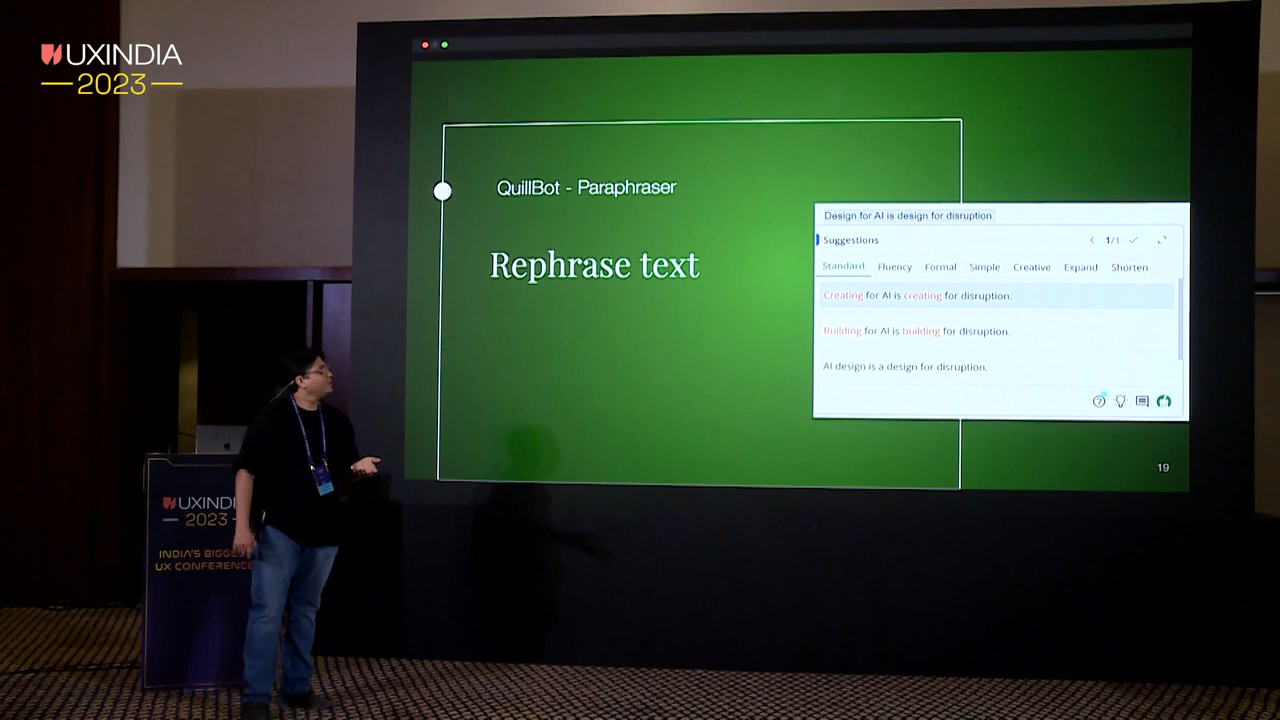 UXINDIA
2023
QuillBot - Paraphraser
Rephrase text
Design for AI is design for disruption
Suggestions
1/1
Standard Fluency Formal Simple Creative Expand Shorten
Creating for AI is creating for disruption.
Building for AI is building for disruption.
AI design is a design for disruption.
19
UXINDI
2023
INDIA'S BIGGES
UX CONFERENCE